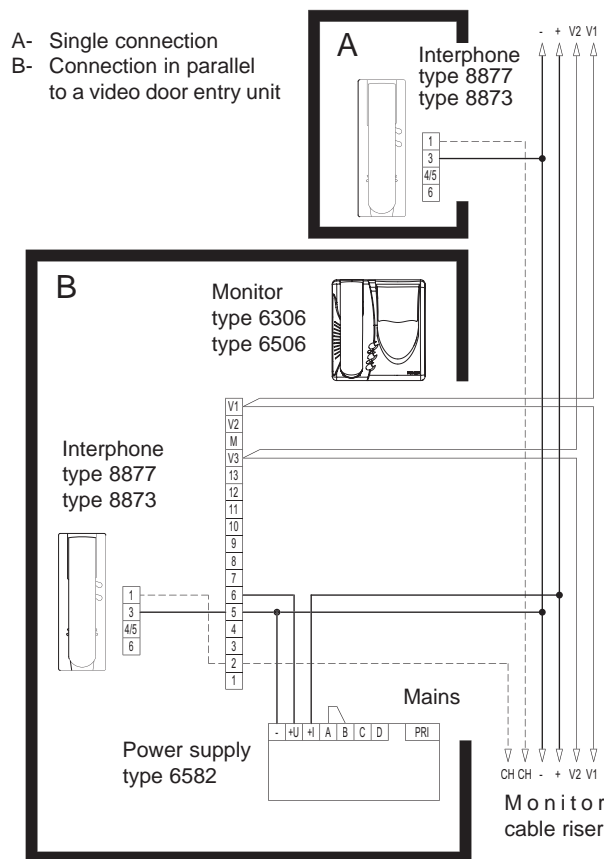 A- Single connection
B- Connection in parallel
to a video door entry unit
A
Interphone
type 8877
type 8873
- + V2 V1
1
3
4/5
6
B
Monitor
type 6306
type 6506
V1
V2
M
V3
13
12
11
10
9
8
7
6
5
4
3
2
1
Interphone
type 8877
type 8873
1
3
4/5
6
Mains
- +U +I A B C D PRI
Power supply
type 6582
CH CH - + V2 V1
Monitor
cable riser